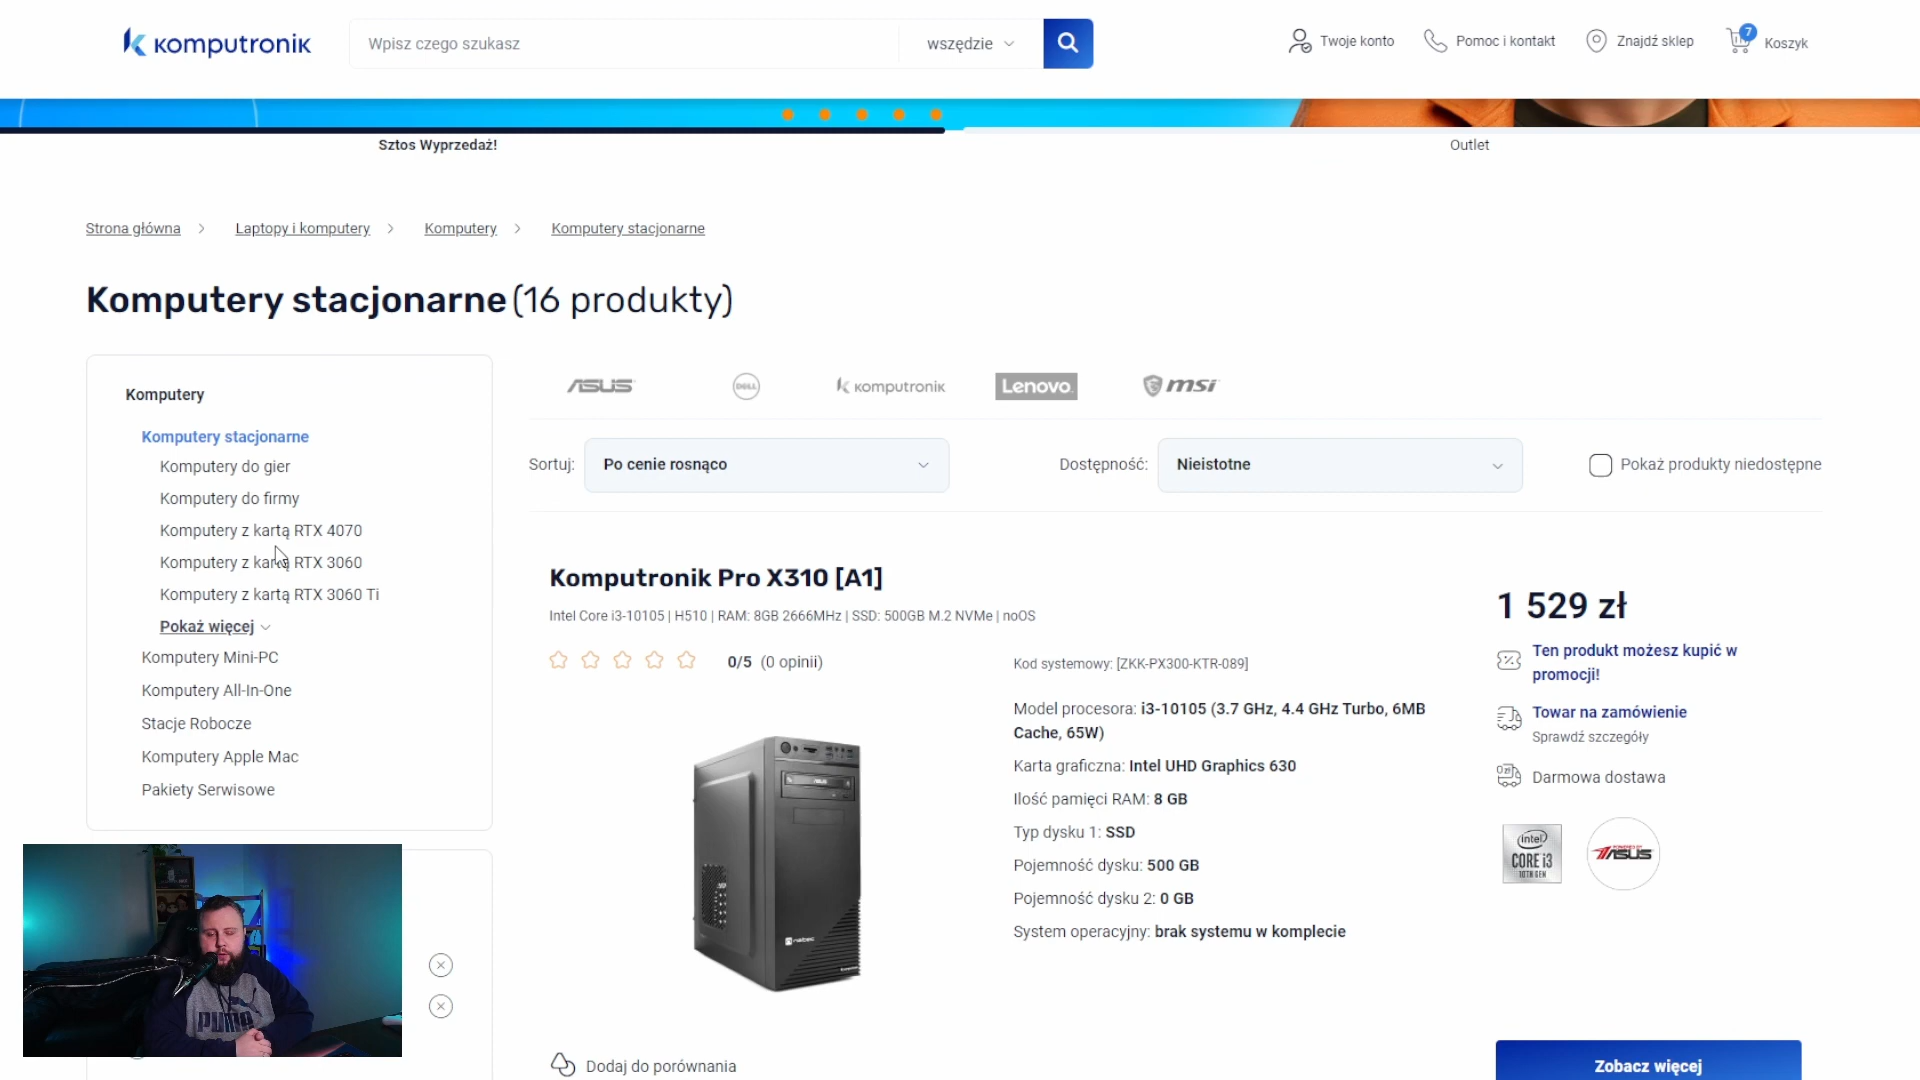 komputronik
Wpisz czego szukasz
wszędzie
Twoje konto
Pomoc i kontakt
Znajdź sklep
7
Koszyk
Sztos Wyprzedaż!
Outlet
Strona główna
Laptopy i komputery
Komputery
Komputery stacjonarne
Komputery stacjonarne (16 produkty)
Komputery
Komputery stacjonarne
Komputery do gier
Komputery do firmy
Komputery z kartą RTX 4070
Komputery z kartą RTX 3060
Komputery z kartą RTX 3060 Ti
Pokaż więcej
Komputery Mini-PC
Komputery All-In-One
Stacje Robocze
Komputery Apple Mac
Pakiety Serwisowe
ASUS
DELL
komputronik
Lenovo
msi
Sortuj:
Po cenie rosnąco
Dostępność:
Nieistotne
Pokaż produkty niedostępne
Komputronik Pro X310 [A1]
Intel Core i3-10105 | H510 | RAM: 8GB 2666MHz | SSD: 500GB M.2 NVMe | noOS
0/5 (0 opinii)
Kod systemowy: [ZKK-PX300-KTR-089]
Model procesora: i3-10105 (3.7 GHz, 4.4 GHz Turbo, 6MB
Cache, 65W)
Karta graficzna: Intel UHD Graphics 630
Ilość pamięci RAM: 8 GB
Typ dysku 1: SSD
Pojemność dysku: 500 GB
Pojemność dysku 2: 0 GB
System operacyjny: brak systemu w komplecie
1 529 zł
Ten produkt możesz kupić w
promocji!
Towar na zamówienie
Sprawdź szczegóły
Darmowa dostawa
intel
CORE i3
10TH GEN
POWERED BY
ASUS
PUMA
Dodaj do porównania
Zobacz więcej